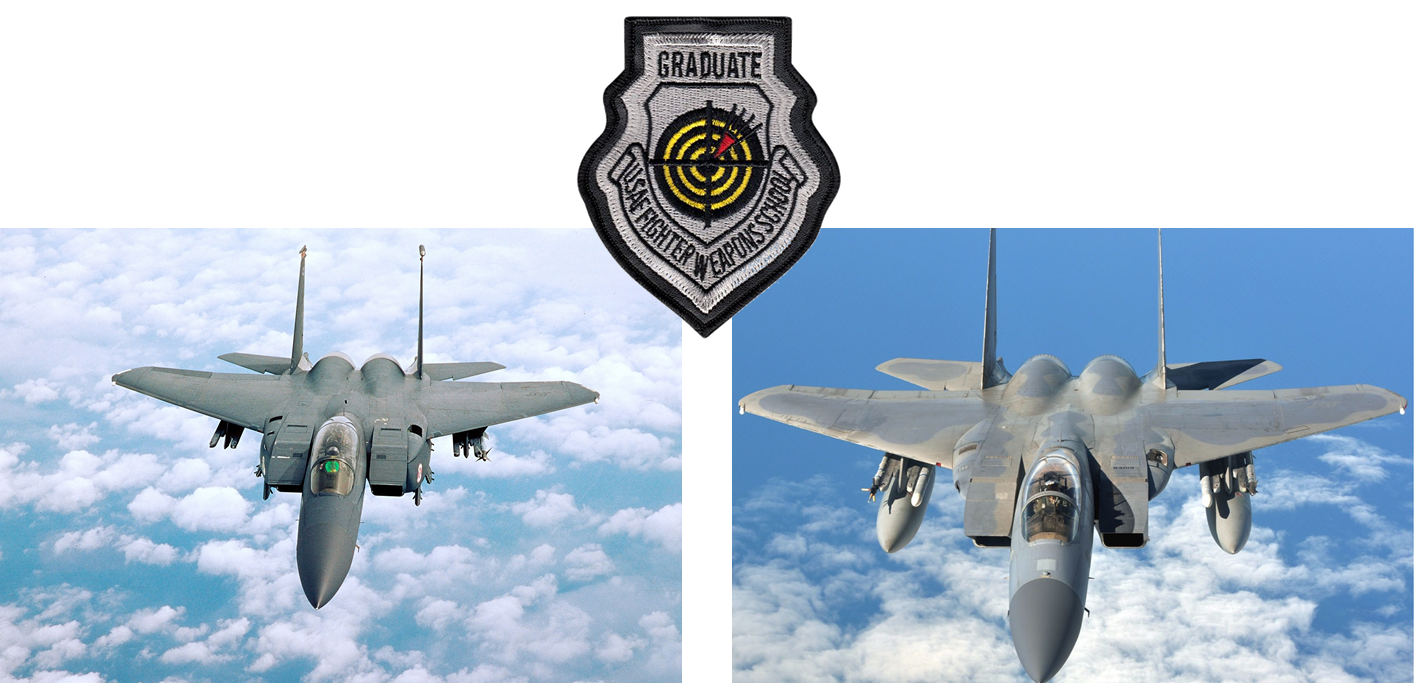 GRADUATE
USAF FIGHTER WEAPONS SCHOOL